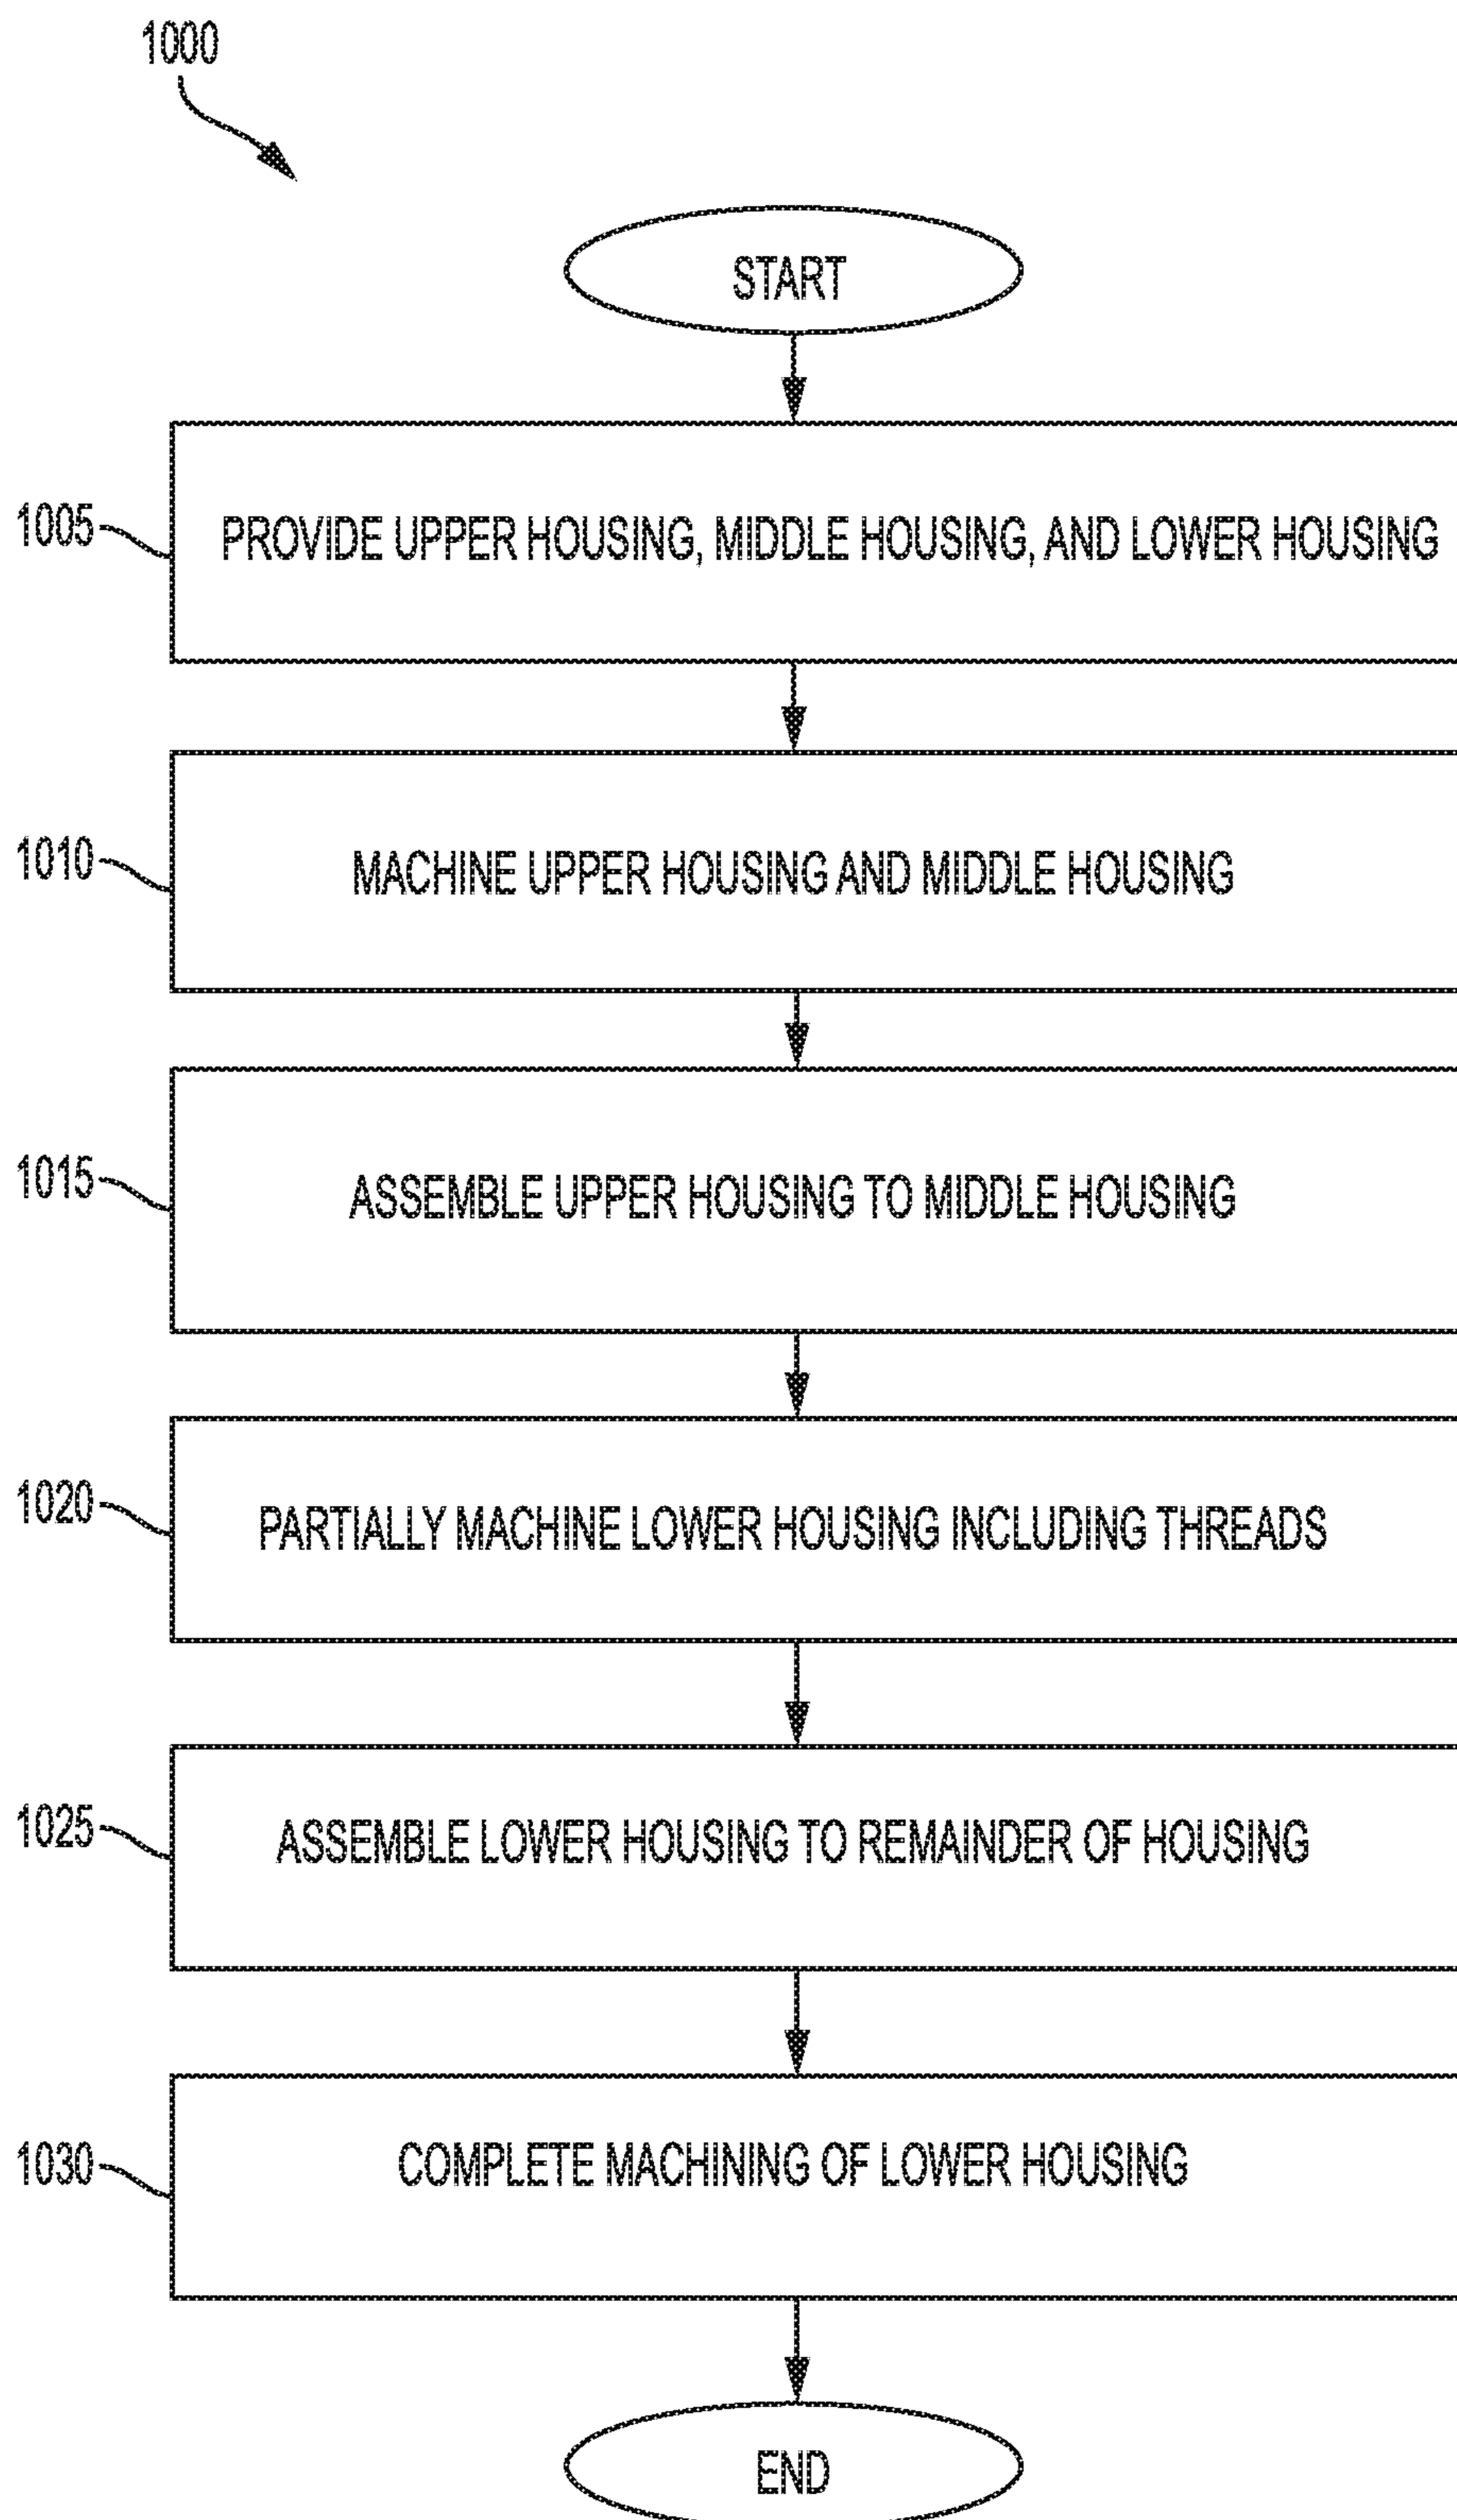 1000
START
1005
PROVIDE UPPER HOUSING, MIDDLE HOUSING, AND LOWER HOUSING
1010
MACHINE UPPER HOUSING AND MIDDLE HOUSING
1015
ASSEMBLE UPPER HOUSING TO MIDDLE HOUSING
1020
PARTIALLY MACHINE LOWER HOUSING INCLUDING THREADS
1025
ASSEMBLE LOWER HOUSING TO REMAINDER OF HOUSING
1030
COMPLETE MACHINING OF LOWER HOUSING
END